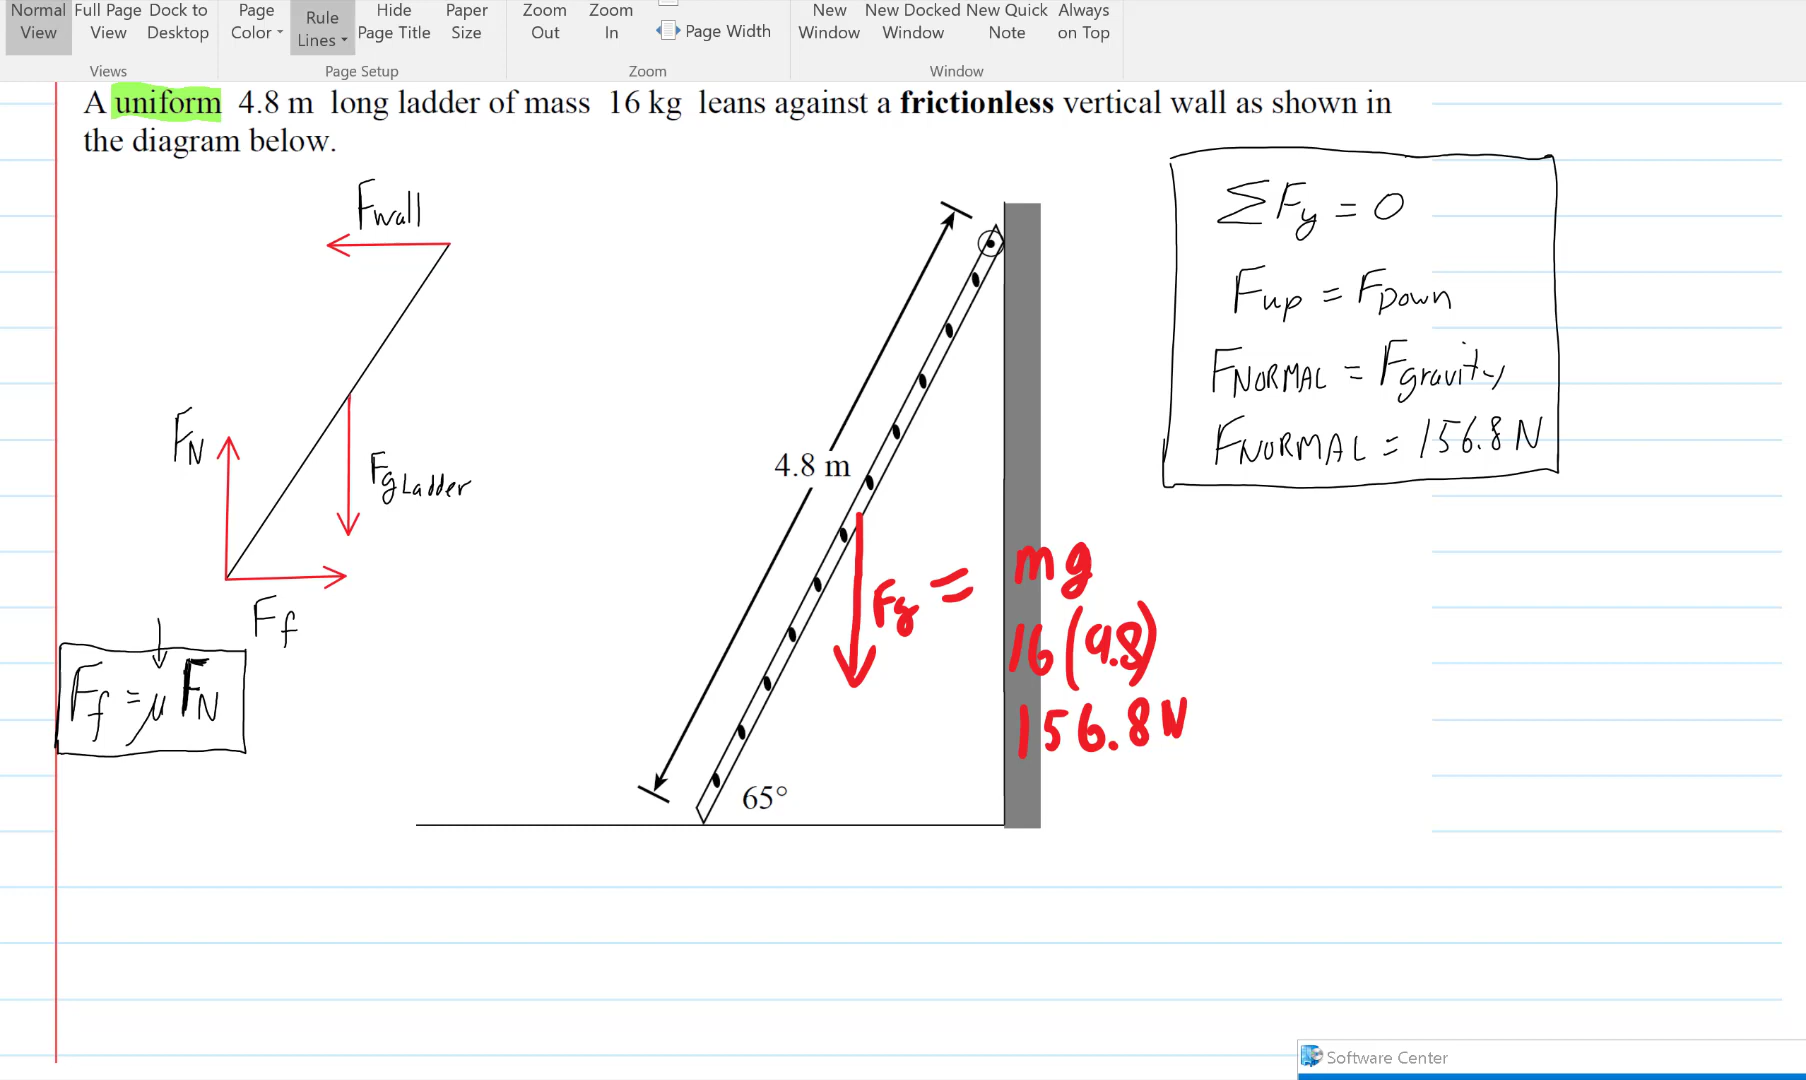 Normal View
Full Page View
Dock to Desktop
Page Color
Rule Lines
Hide Page Title
Paper Size
Zoom Out
Zoom In
Page Width
New Window
New Docked Window
New Quick Note
Always on Top
Views
Page Setup
Zoom
Window
A uniform 4.8 m long ladder of mass 16 kg leans against a frictionless vertical wall as shown in
the diagram below.
Fwall
FN
Fg Ladder
Ff
Ff = μ FN
4.8 m
65°
Fg = mg
16(9.8)
156.8 N
ΣFy = 0
Fup = FDown
FNORMAL = Fgravity
FNORMAL = 156.8 N
Software Center